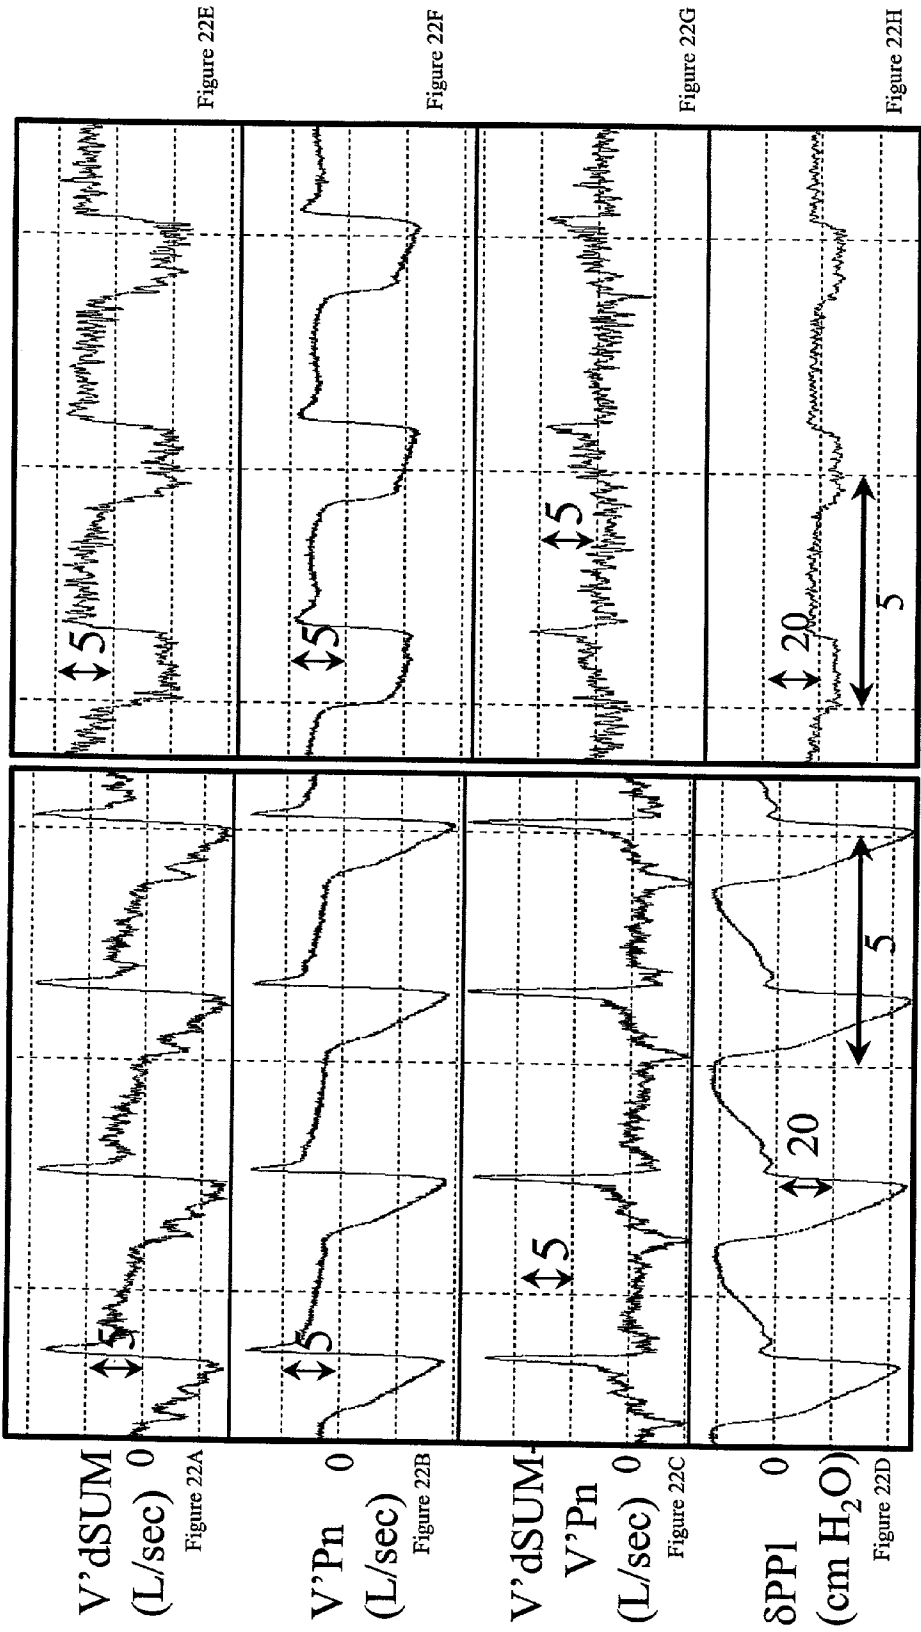 V'dSUM
(L/sec)
0
Figure 22A
5
Figure 22E
5
V'Pn
(L/sec)
0
Figure 22B
5
Figure 22F
5
V'dSUM-
V'Pn
(L/sec)
0
Figure 22C
5
Figure 22G
5
δPPl
(cm H₂O)
0
Figure 22D
20
5
Figure 22H
20
5